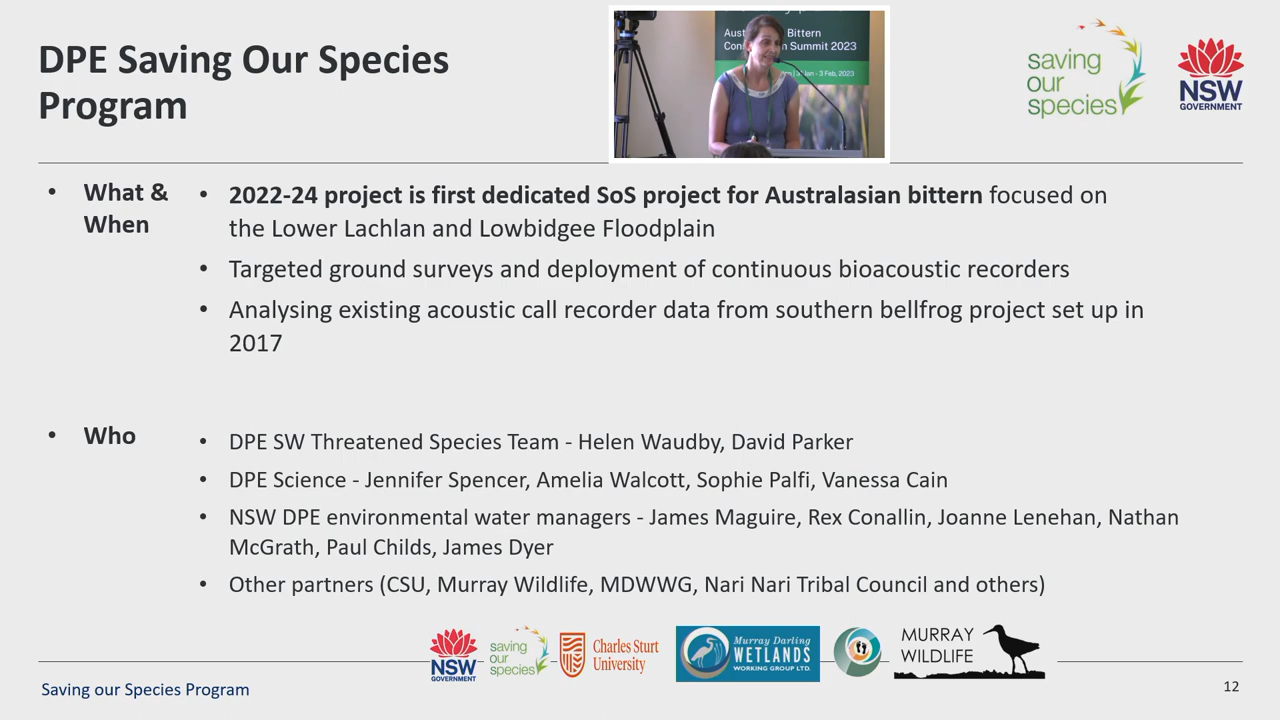 DPE Saving Our Species
Program
Bittern
Summit 2023
3 Feb, 2023
saving
our
species
NSW
GOVERNMENT
• What &
When
• 2022-24 project is first dedicated SoS project for Australasian bittern focused on
the Lower Lachlan and Lowbidgee Floodplain
• Targeted ground surveys and deployment of continuous bioacoustic recorders
• Analysing existing acoustic call recorder data from southern bellfrog project set up in
2017
• Who
• DPE SW Threatened Species Team - Helen Waudby, David Parker
• DPE Science - Jennifer Spencer, Amelia Walcott, Sophie Palfi, Vanessa Cain
• NSW DPE environmental water managers - James Maguire, Rex Conallin, Joanne Lenehan, Nathan
McGrath, Paul Childs, James Dyer
• Other partners (CSU, Murray Wildlife, MDWWG, Nari Nari Tribal Council and others)
NSW
GOVERNMENT
saving
our
species
Charles Sturt
University
Murray Darling
WETLANDS
WORKING GROUP LTD.
MURRAY
WILDLIFE
Saving our Species Program
12